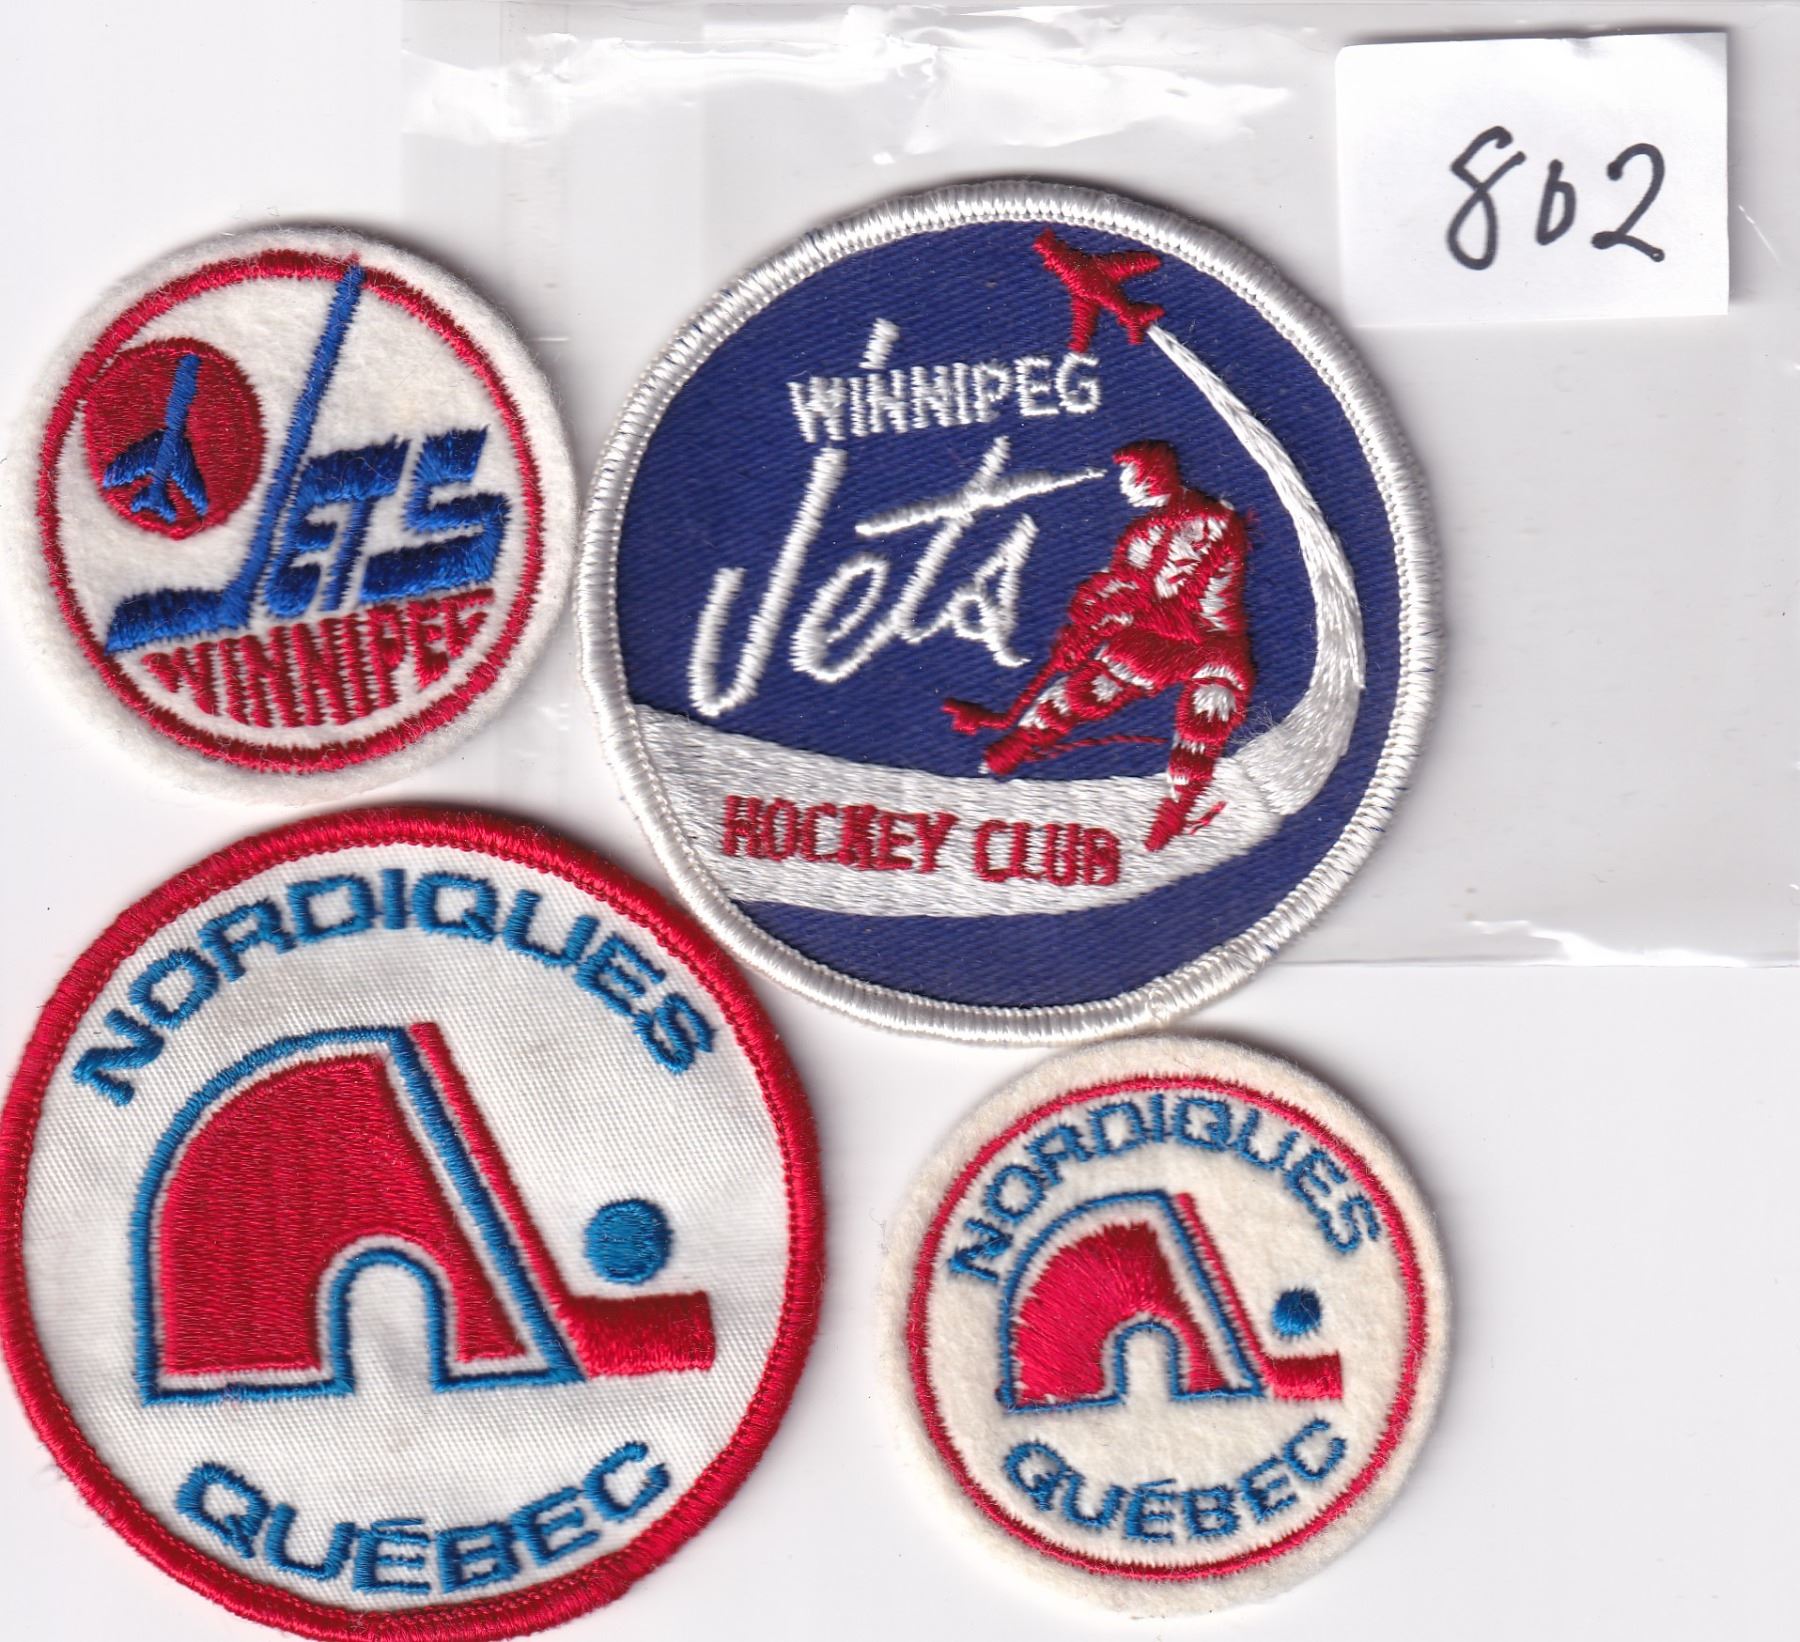 802
JETS
WINNIPEG
WINNIPEG
Jets
HOCKEY CLUB
NORDIQUES
QUÉBEC
NORDIQUES
QUÉBEC